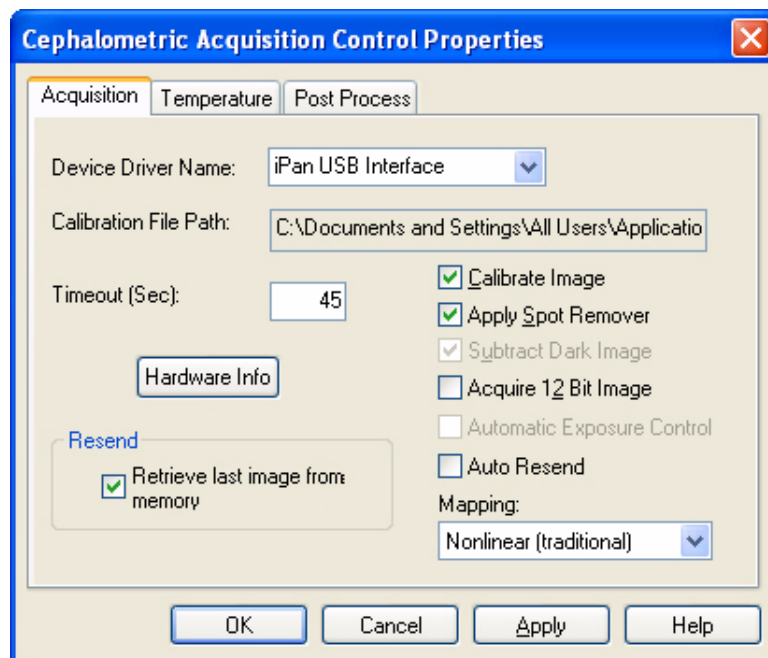 Cephalometric Acquisition Control Properties
Acquisition
Temperature
Post Process
Device Driver Name:
iPan USB Interface
Calibration File Path:
C:\Documents and Settings\All Users\Applicatio
Timeout (Sec):
45
Calibrate Image
Apply Spot Remover
Subtract Dark Image
Hardware Info
Acquire 12 Bit Image
Automatic Exposure Control
Resend
Auto Resend
Retrieve last image from
memory
Mapping:
Nonlinear (traditional)
OK
Cancel
Apply
Help